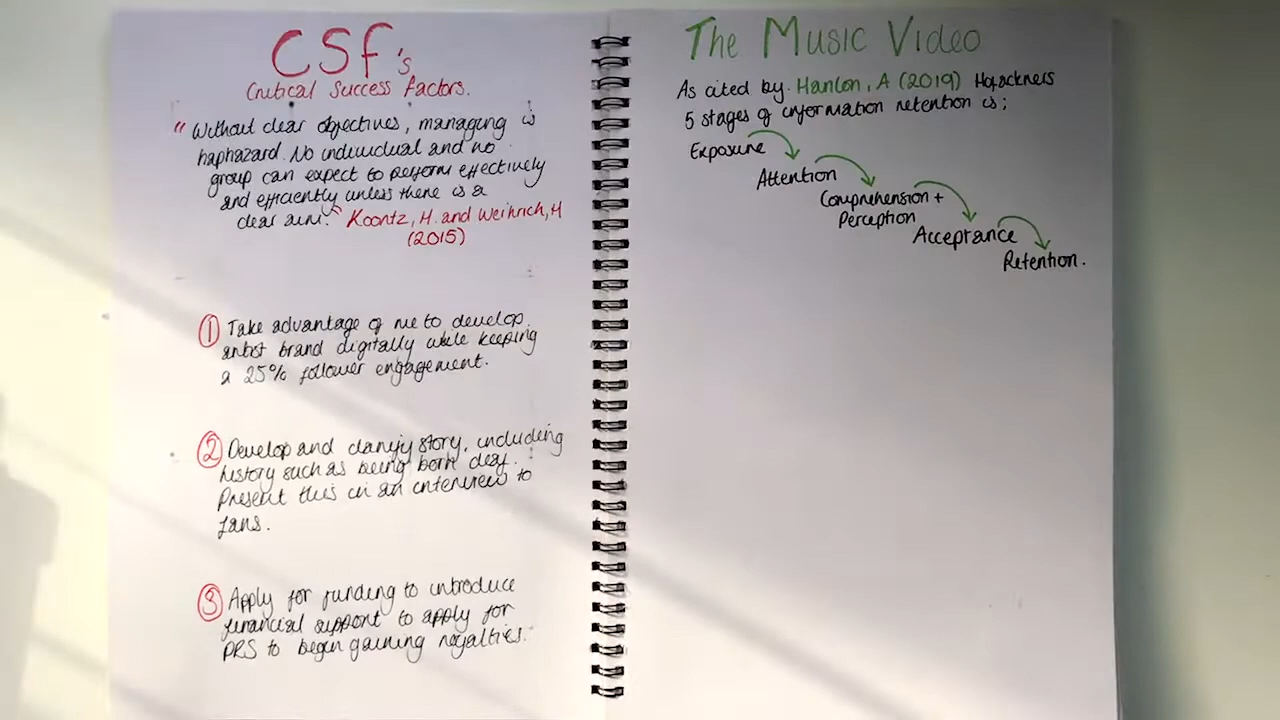 CSF's
Critical Success Factors.
"Without clear objectives, managing is
haphazard. No individual and no
group can expect to perform effectively
and efficiently unless there is a
clear aim." Koontz, H. and Weihrich, H
(2015)
① Take advantage of me to develop
artist brand digitally while keeping
a 25% follower engagement.
② Develop and clarify story, including
history such as being born deaf.
Present this in an interview to
fans.
③ Apply for funding to introduce
financial support to apply for
PRS to begin gaining royalties.
The Music Video
As cited by Hanlon, A (2019)
5 stages of information retention is;
Exposure
Attention
Comprehension +
Perception
Acceptance
Retention.